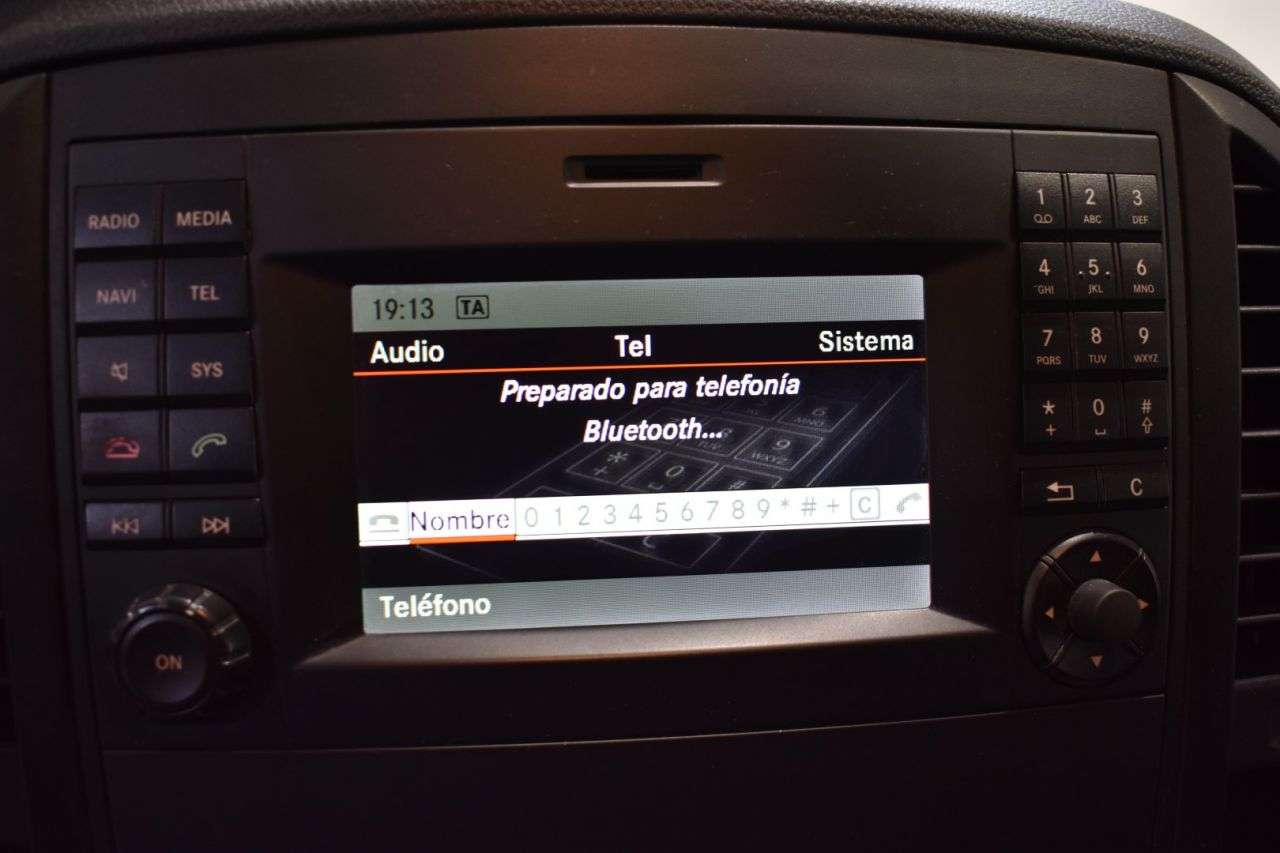 RADIO MEDIA
NAVI TEL
SYS
ON
19:13 TA
Audio Tel Sistema
Preparado para telefonía
Bluetooth...
Nombre 0 1 2 3 4 5 6 7 8 9 * # + C
Teléfono
1 2 3
ABC DEF
4 .5. 6
GHI JKL MNO
7 8 9
PQRS TUV WXYZ
* 0 #
+
C